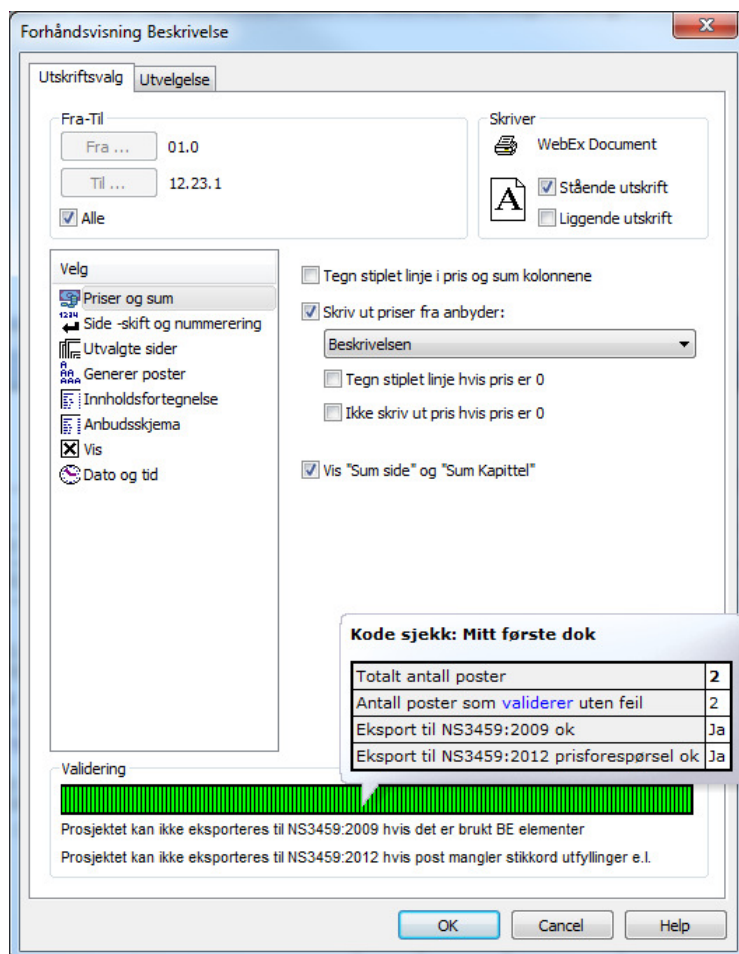 Forhåndsvisning Beskrivelse
Utskriftsvalg
Utvelgelse
Fra-Til
Fra ...
01.0
Til ...
12.23.1
Alle
Skriver
WebEx Document
A
Stående utskrift
Liggende utskrift
Velg
Priser og sum
1234
Side -skift og nummerering
Utvalgte sider
Generer poster
Innholdsfortegnelse
Anbudsskjema
Vis
Dato og tid
Tegn stiplet linje i pris og sum kolonnene
Skriv ut priser fra anbyder:
Beskrivelsen
Tegn stiplet linje hvis pris er 0
Ikke skriv ut pris hvis pris er 0
Vis "Sum side" og "Sum Kapittel"
Kode sjekk: Mitt første dok
Totalt antall poster 2
Antall poster som validerer uten feil 2
Eksport til NS3459:2009 ok Ja
Eksport til NS3459:2012 prisforespørsel ok Ja
Validering
Prosjektet kan ikke eksporteres til NS3459:2009 hvis det er brukt BE elementer
Prosjektet kan ikke eksporteres til NS3459:2012 hvis post mangler stikkord utfyllinger e.l.
OK
Cancel
Help